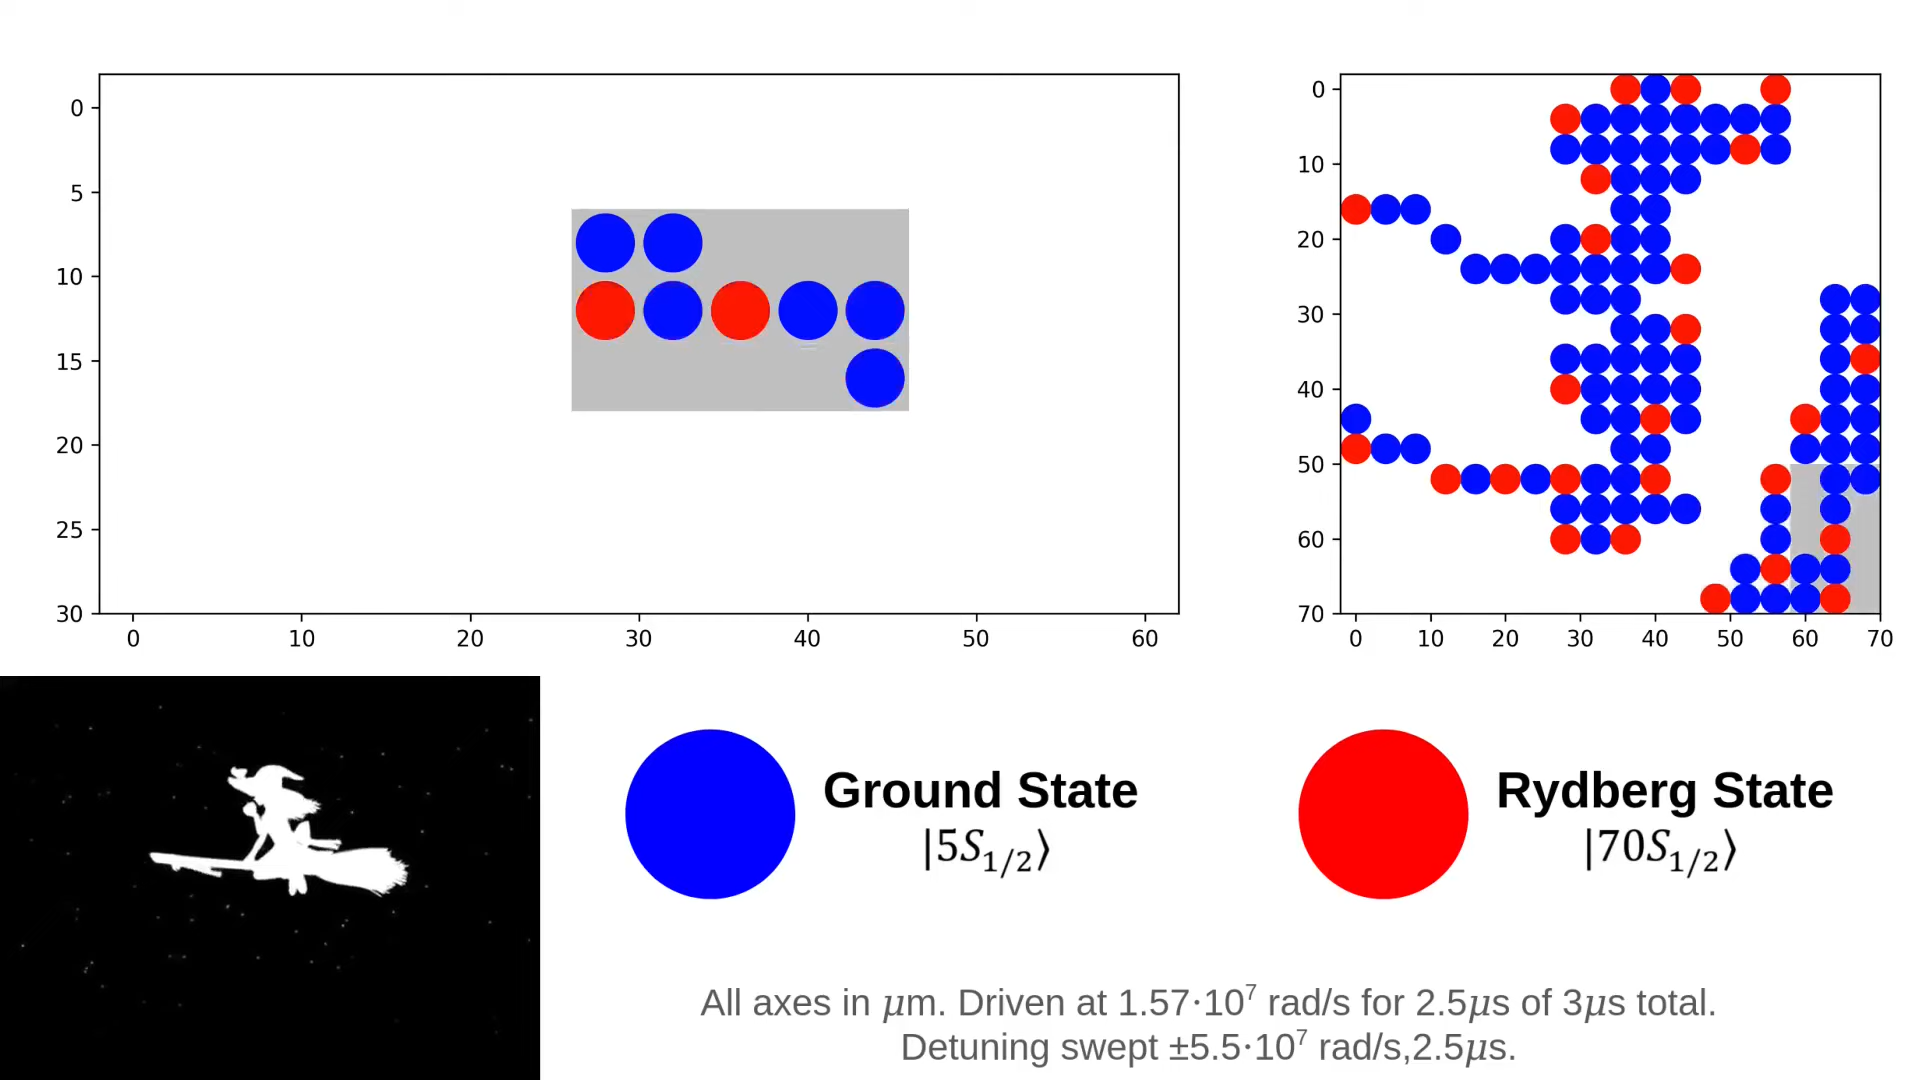 0
5
10
15
20
25
30
0 10 20 30 40 50 60
0
10
20
30
40
50
60
70
0 10 20 30 40 50 60 70
Ground State
|5S₁/₂⟩
Rydberg State
|70S₁/₂⟩
All axes in μm. Driven at 1.57·10⁷ rad/s for 2.5μs of 3μs total.
Detuning swept ±5.5·10⁷ rad/s,2.5μs.